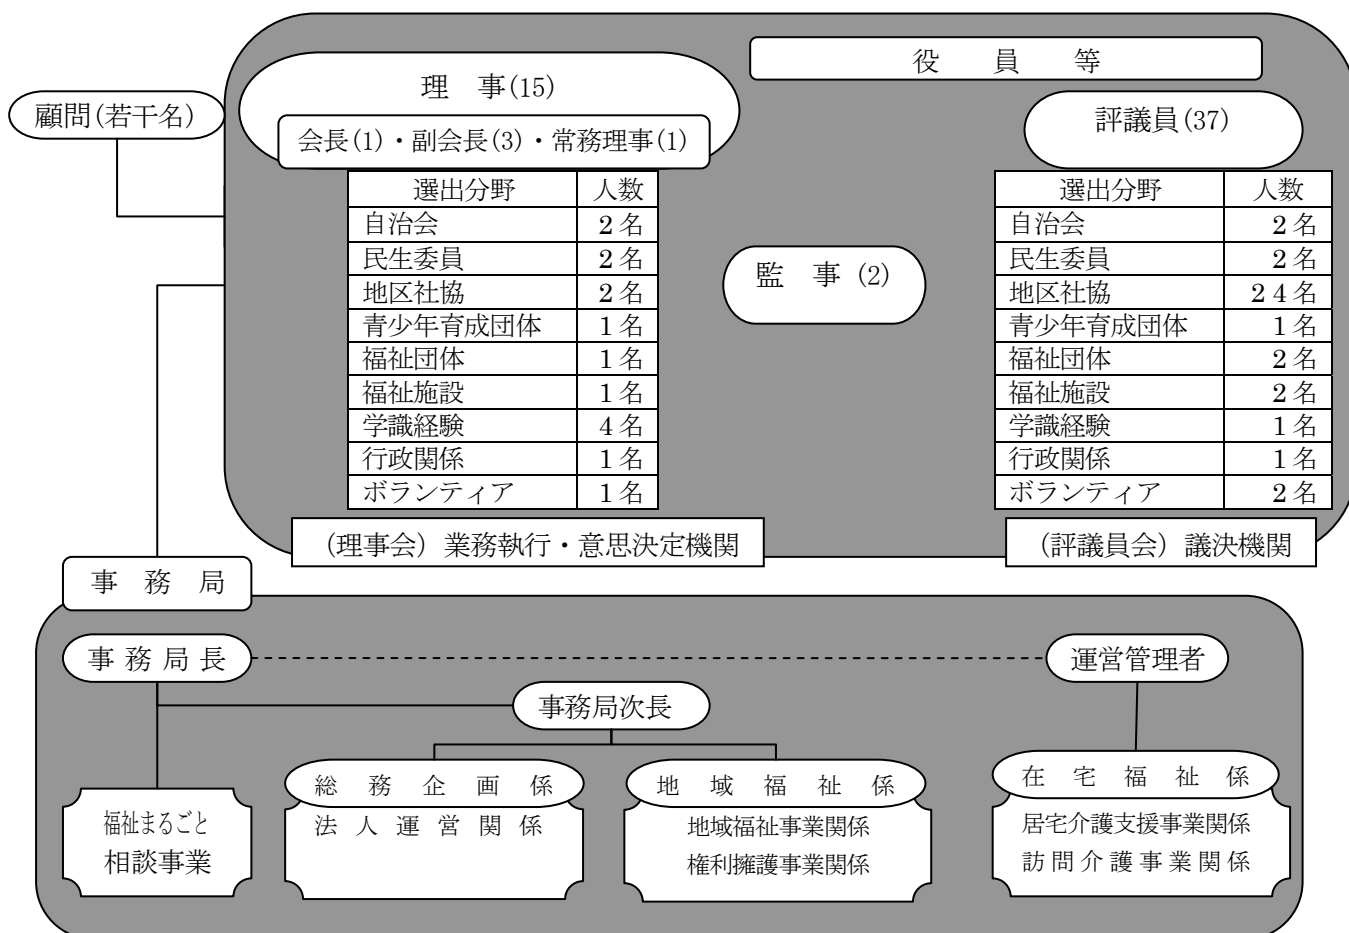 役員等
理 事(15)
顧問(若干名)
会長(1)・副会長(3)・常務理事(1)
評議員(37)
選出分野 人数
自治会 2名
民生委員 2名
地区社協 2名
青少年育成団体 1名
福祉団体 1名
福祉施設 1名
学識経験 4名
行政関係 1名
ボランティア 1名
監 事 (2)
選出分野 人数
自治会 2名
民生委員 2名
地区社協 24名
青少年育成団体 1名
福祉団体 2名
福祉施設 2名
学識経験 1名
行政関係 1名
ボランティア 2名
(理事会) 業務執行・意思決定機関
(評議員会) 議決機関
事 務 局
事務局長
運営管理者
事務局次長
総務企画係
法人運営関係
地域福祉係
地域福祉事業関係
権利擁護事業関係
在宅福祉係
居宅介護支援事業関係
訪問介護事業関係
福祉まるごと
相談事業